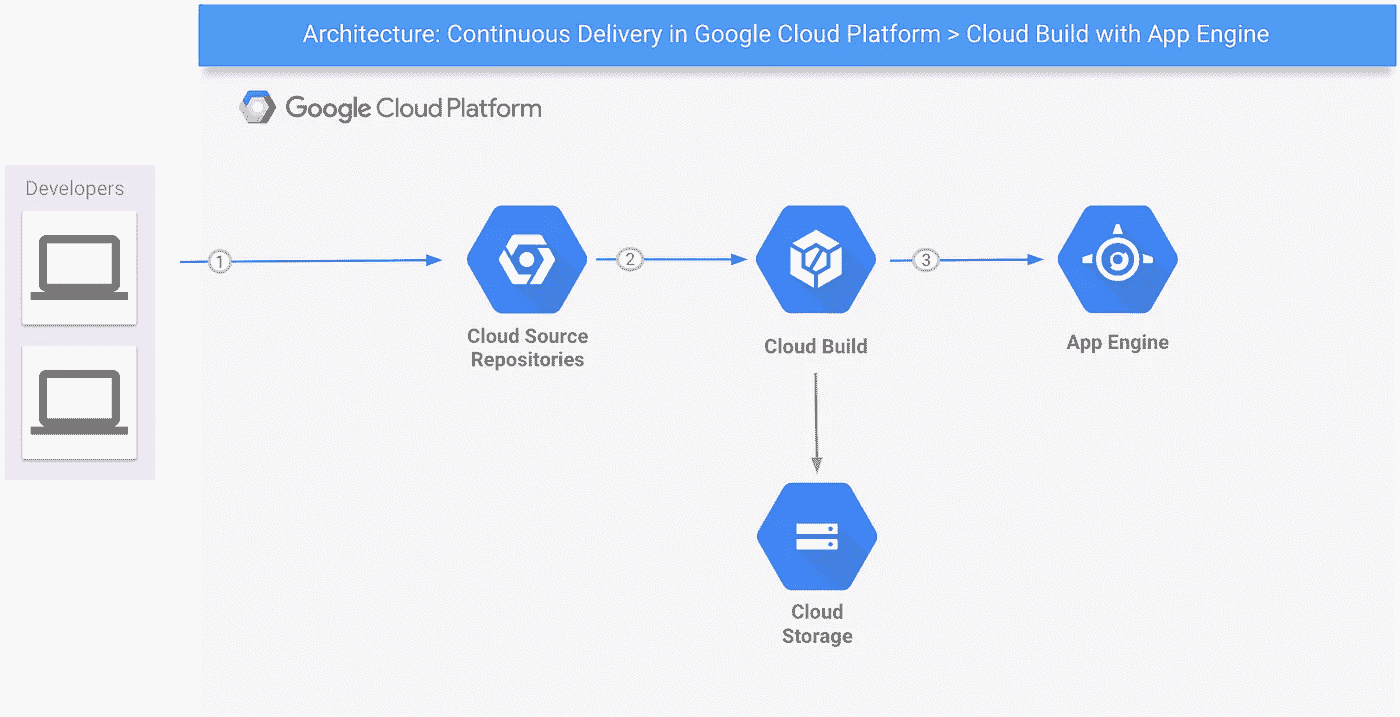 Architecture: Continuous Delivery in Google Cloud Platform > Cloud Build with App Engine
Google Cloud Platform
Developers
1
2
3
Cloud Source
Repositories
Cloud Build
App Engine
Cloud
Storage